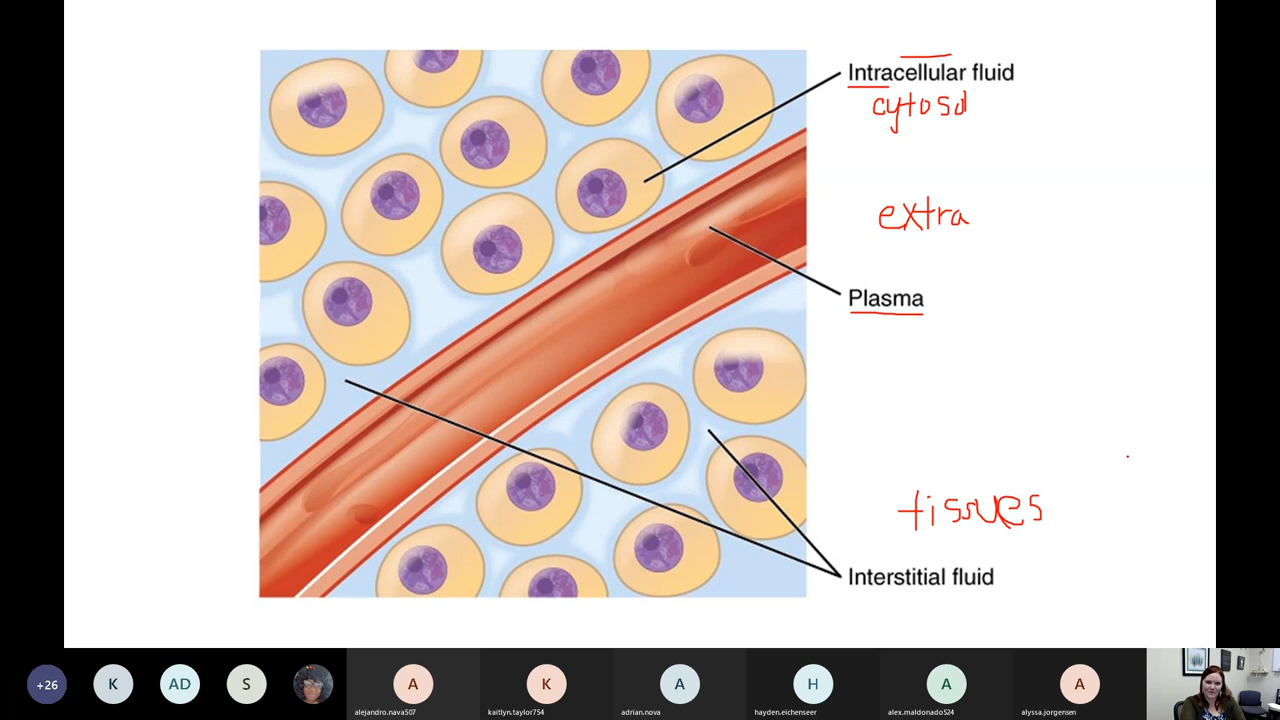 Intracellular fluid
cytosol
extra
Plasma
tissues
Interstitial fluid
+26
K
AD
S
A
K
A
H
A
A
alejandro.nava507
kaitlyn.taylor754
adrian.nova
hayden.eichenseer
alex.maldonado524
alyssa.jorgensen